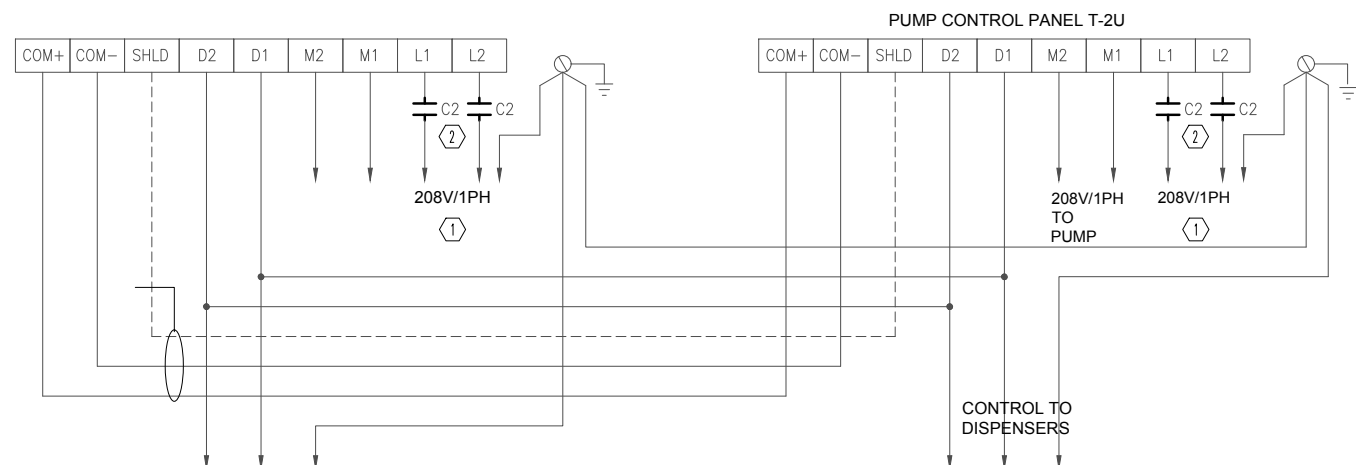 PUMP CONTROL PANEL T-2U
COM+ COM- SHLD D2 D1 M2 M1 L1 L2
COM+ COM- SHLD D2 D1 M2 M1 L1 L2
C2 C2
C2 C2
2
2
208V/1PH
208V/1PH
TO
PUMP
208V/1PH
1
1
CONTROL TO
DISPENSERS